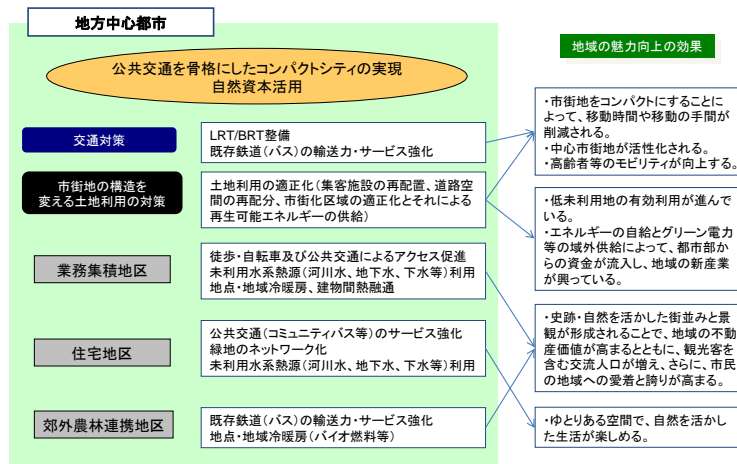 地方中心都市
公共交通を骨格にしたコンパクトシティの実現
自然資本活用
地域の魅力向上の効果
交通対策
LRT/BRT整備
既存鉄道(バス)の輸送力・サービス強化
市街地の構造を
変える土地利用の対策
土地利用の適正化(集客施設の再配置、道路空
間の再配分、市街化区域の適正化とそれによる
再生可能エネルギーの供給)
業務集積地区
徒歩・自転車及び公共交通によるアクセス促進
未利用水系熱源(河川水、地下水、下水等)利用
地点・地域冷暖房、建物間熱融通
住宅地区
公共交通(コミュニティバス等)のサービス強化
緑地のネットワーク化
未利用水系熱源(河川水、地下水、下水等)利用
郊外農林連携地区
既存鉄道(バス)の輸送力・サービス強化
地点・地域冷暖房(バイオ燃料等)
・市街地をコンパクトにすることに
よって、移動時間や移動の手間が
削減される。
・中心市街地が活性化される。
・高齢者等のモビリティが向上する。
・低未利用地の有効利用が進んで
いる。
・エネルギーの自給とグリーン電力
等の域外供給によって、都市部か
らの資金が流入し、地域の新産業
が興っている。
・史跡・自然を活かした街並みと景
観が形成されることで、地域の不動
産価値が高まるとともに、観光客を
含む交流人口が増え、さらに、市民
の地域への愛着と誇りが高まる。
・ゆとりある空間で、自然を活かし
た生活が楽しめる。